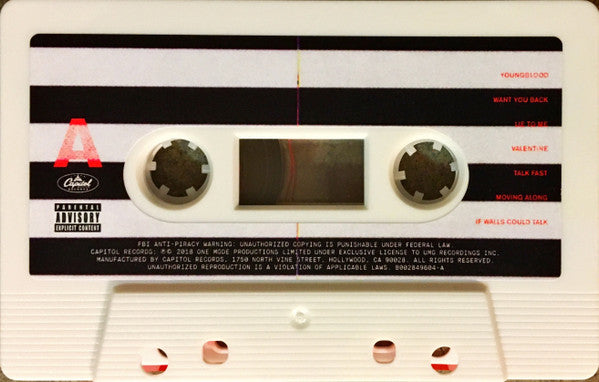 YOUNGBLOOD
WANT YOU BACK
LIE TO ME
VALENTINE
TALK FAST
MOVING ALONG
IF WALLS COULD TALK
A
Capitol
RECORDS
PARENTAL
ADVISORY
EXPLICIT CONTENT
FBI ANTI-PIRACY WARNING: UNAUTHORIZED COPYING IS PUNISHABLE UNDER FEDERAL LAW.
CAPITOL RECORDS; ℗© 2018 ONE MODE PRODUCTIONS LIMITED UNDER EXCLUSIVE LICENSE TO UMG RECORDINGS INC.
MANUFACTURED BY CAPITOL RECORDS, 1750 NORTH VINE STREET, HOLLYWOOD, CA 90028. ALL RIGHTS RESERVED.
UNAUTHORIZED REPRODUCTION IS A VIOLATION OF APPLICABLE LAWS. B002849604-A